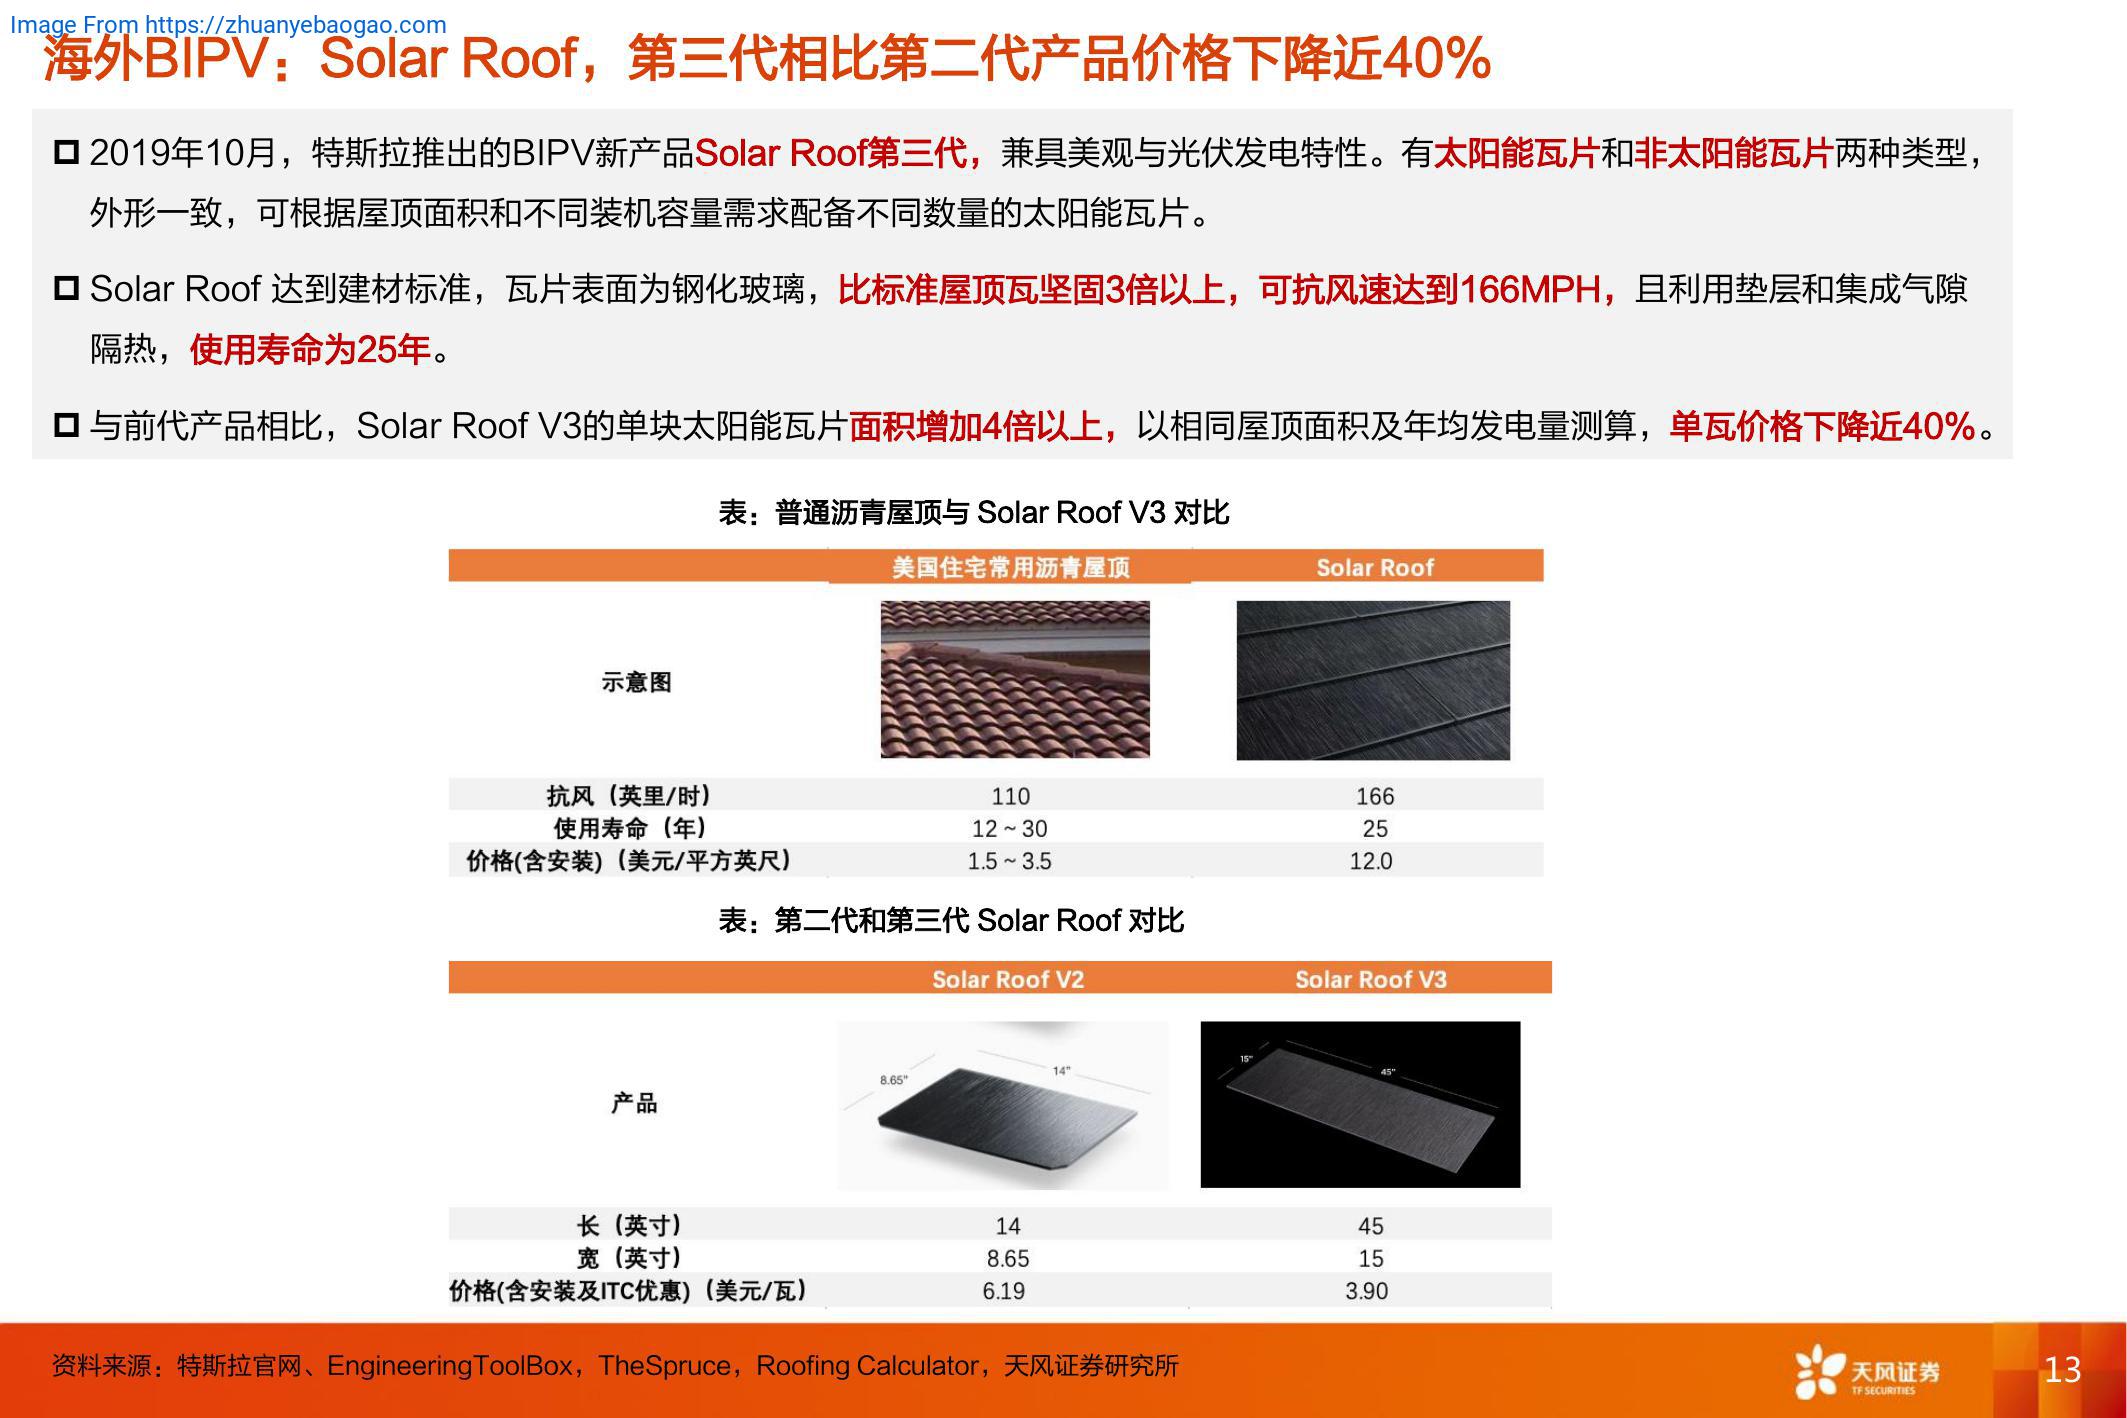 Image From https://zhuanyebaogao.com
海外BIPV：Solar Roof，第三代相比第二代产品价格下降近40%
2019年10月，特斯拉推出的BIPV新产品Solar Roof第三代，兼具美观与光伏发电特性。有太阳能瓦片和非太阳能瓦片两种类型，
外形一致，可根据屋顶面积和不同装机容量需求配备不同数量的太阳能瓦片。
Solar Roof 达到建材标准，瓦片表面为钢化玻璃，比标准屋顶瓦坚固3倍以上，可抗风速达到166MPH，且利用垫层和集成气隙
隔热，使用寿命为25年。
与前代产品相比，Solar Roof V3的单块太阳能瓦片面积增加4倍以上，以相同屋顶面积及年均发电量测算，单瓦价格下降近40%。
表：普通沥青屋顶与 Solar Roof V3 对比
美国住宅常用沥青屋顶 Solar Roof
示意图
抗风（英里/时） 110 166
使用寿命（年） 12 ~ 30 25
价格(含安装)（美元/平方英尺） 1.5 ~ 3.5 12.0
表：第二代和第三代 Solar Roof 对比
Solar Roof V2 Solar Roof V3
8.65" 14" 15" 45"
产品
长（英寸） 14 45
宽（英寸） 8.65 15
价格(含安装及ITC优惠)（美元/瓦） 6.19 3.90
资料来源：特斯拉官网、EngineeringToolBox，TheSpruce，Roofing Calculator，天风证券研究所
天风证券
TF SECURITIES
13